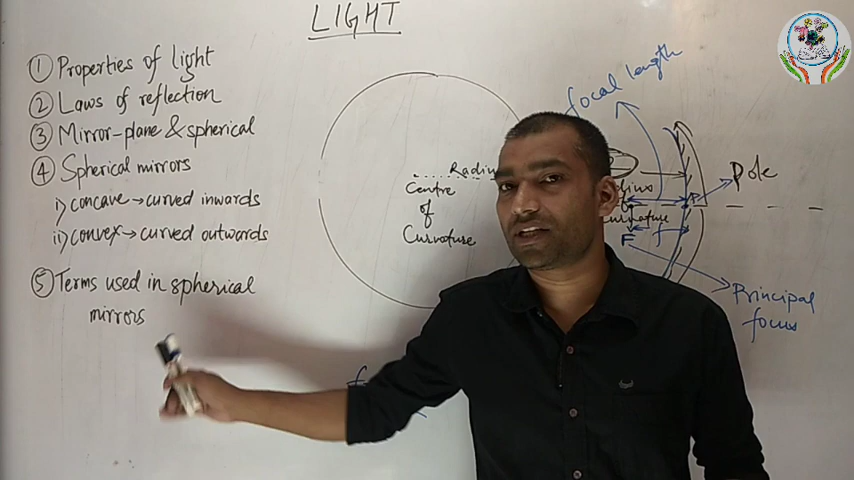 LIGHT
① Properties of light
② Laws of reflection
③ Mirror-plane & spherical
④ Spherical mirrors
i) concave → curved inwards
ii) convex → curved outwards
⑤ Terms used in spherical
mirrors
Centre
of
Curvature
focal length
Pole
P
F
f
Principal
focus